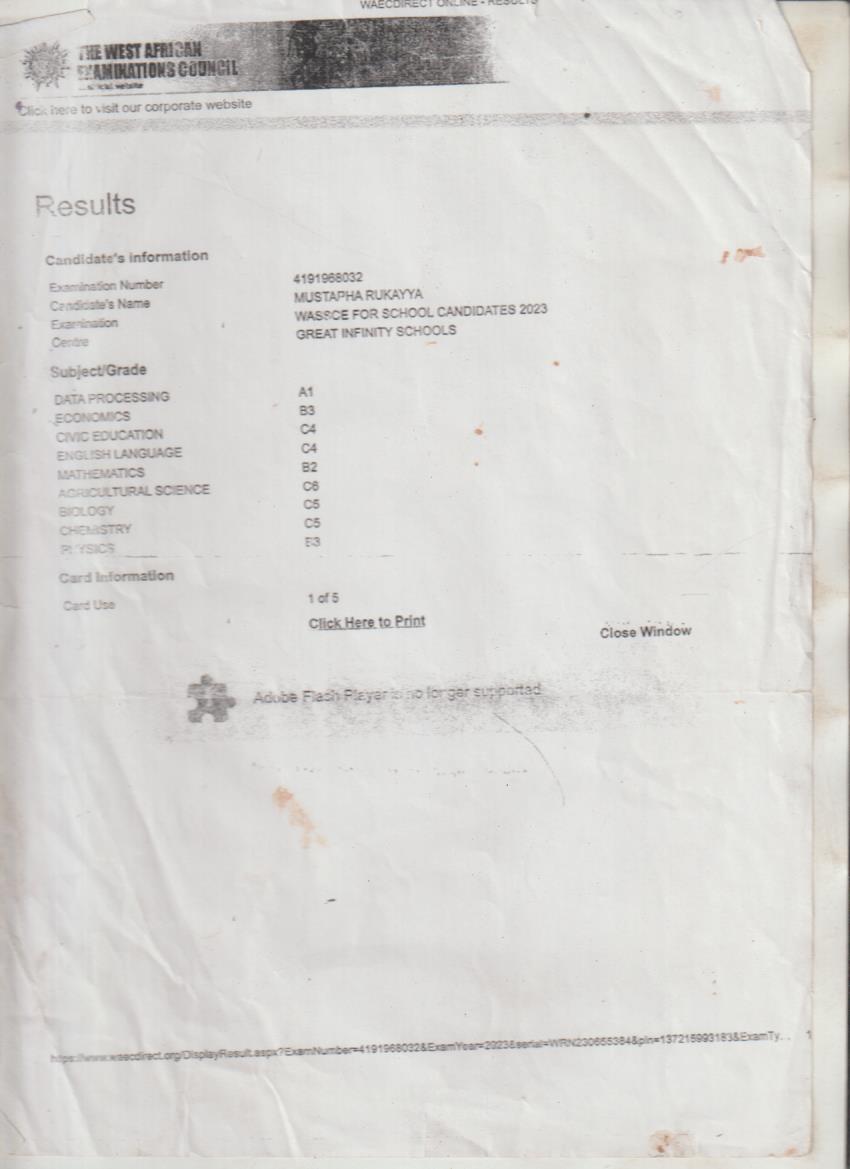 WAECDIRECT ONLINE - RESULTS
THE WEST AFRICAN
EXAMINATIONS COUNCIL
website
Click here to visit our corporate website
Results
Candidate's information
Examination Number 4191968032
Candidate's Name MUSTAPHA RUKAYYA
Examination WASSCE FOR SCHOOL CANDIDATES 2023
Centre GREAT INFINITY SCHOOLS
Subject/Grade
DATA PROCESSING A1
ECONOMICS B3
CIVIC EDUCATION C4
ENGLISH LANGUAGE C4
MATHEMATICS B2
AGRICULTURAL SCIENCE C6
BIOLOGY C5
CHEMISTRY C5
PHYSICS B3
Card Information
Card Use 1 of 5
Click Here to Print
Close Window
Adobe Flash Player is no longer supported
https://www.waecdirect.org/DisplayResult.aspx?ExamNumber=4191968032&ExamYear=2023&serial=WRN230655384&pin=137215993183&ExamTy... 1